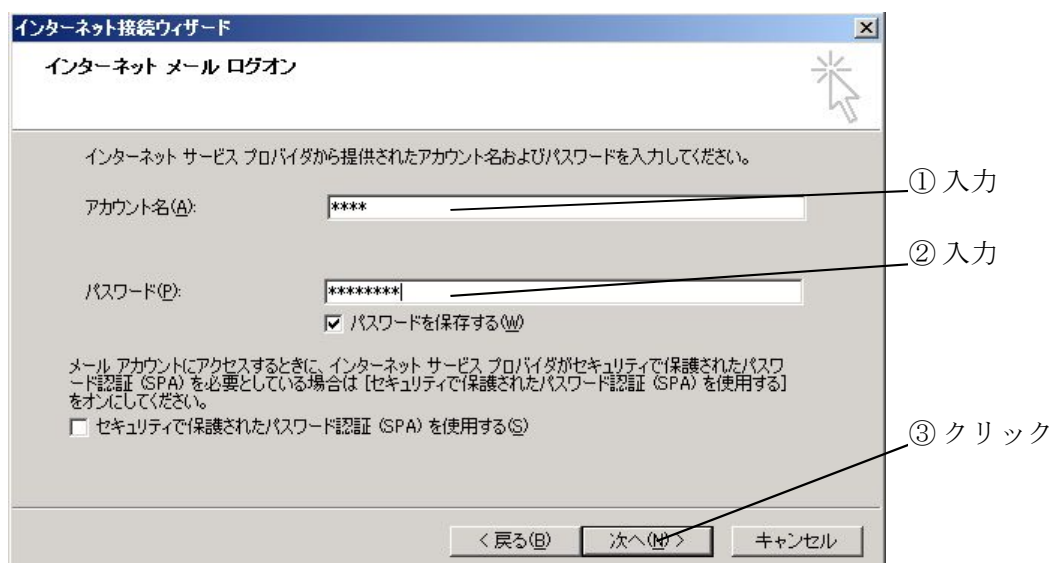 インターネット接続ウィザード
インターネット メール ログオン
インターネット サービス プロバイダから提供されたアカウント名およびパスワードを入力してください。
アカウント名(A):
****
① 入力
パスワード(P):
********
② 入力
パスワードを保存する(W)
メール アカウントにアクセスするときに、インターネット サービス プロバイダがセキュリティで保護されたパスワ
ード認証 (SPA) を必要としている場合は [セキュリティで保護されたパスワード認証 (SPA) を使用する]
をオンにしてください。
セキュリティで保護されたパスワード認証 (SPA) を使用する(S)
③ クリック
< 戻る(B)
次へ(N) >
キャンセル